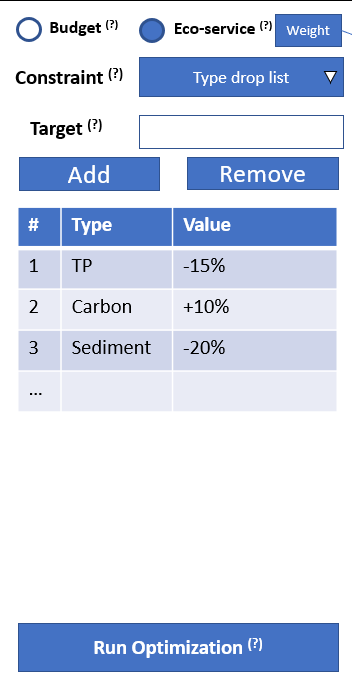 Budget (?) Eco-service (?) Weight
Constraint (?) Type drop list
Target (?)
Add Remove
# Type Value
1 TP -15%
2 Carbon +10%
3 Sediment -20%
...
Run Optimization (?)